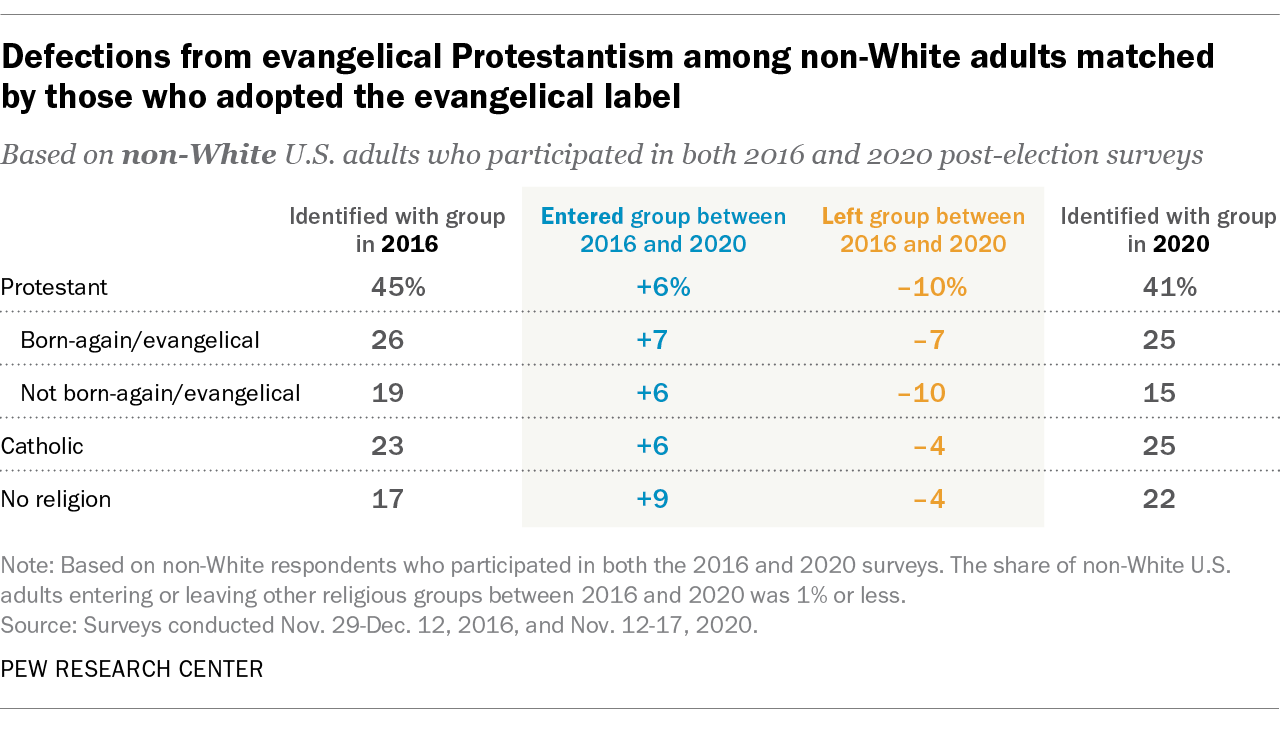 Defections from evangelical Protestantism among non-White adults matched
by those who adopted the evangelical label
Based on non-White U.S. adults who participated in both 2016 and 2020 post-election surveys
Identified with group in 2016 Entered group between 2016 and 2020 Left group between 2016 and 2020 Identified with group in 2020
Protestant 45% +6% –10% 41%
Born-again/evangelical 26 +7 –7 25
Not born-again/evangelical 19 +6 –10 15
Catholic 23 +6 –4 25
No religion 17 +9 –4 22
Note: Based on non-White respondents who participated in both the 2016 and 2020 surveys. The share of non-White U.S.
adults entering or leaving other religious groups between 2016 and 2020 was 1% or less.
Source: Surveys conducted Nov. 29-Dec. 12, 2016, and Nov. 12-17, 2020.
PEW RESEARCH CENTER